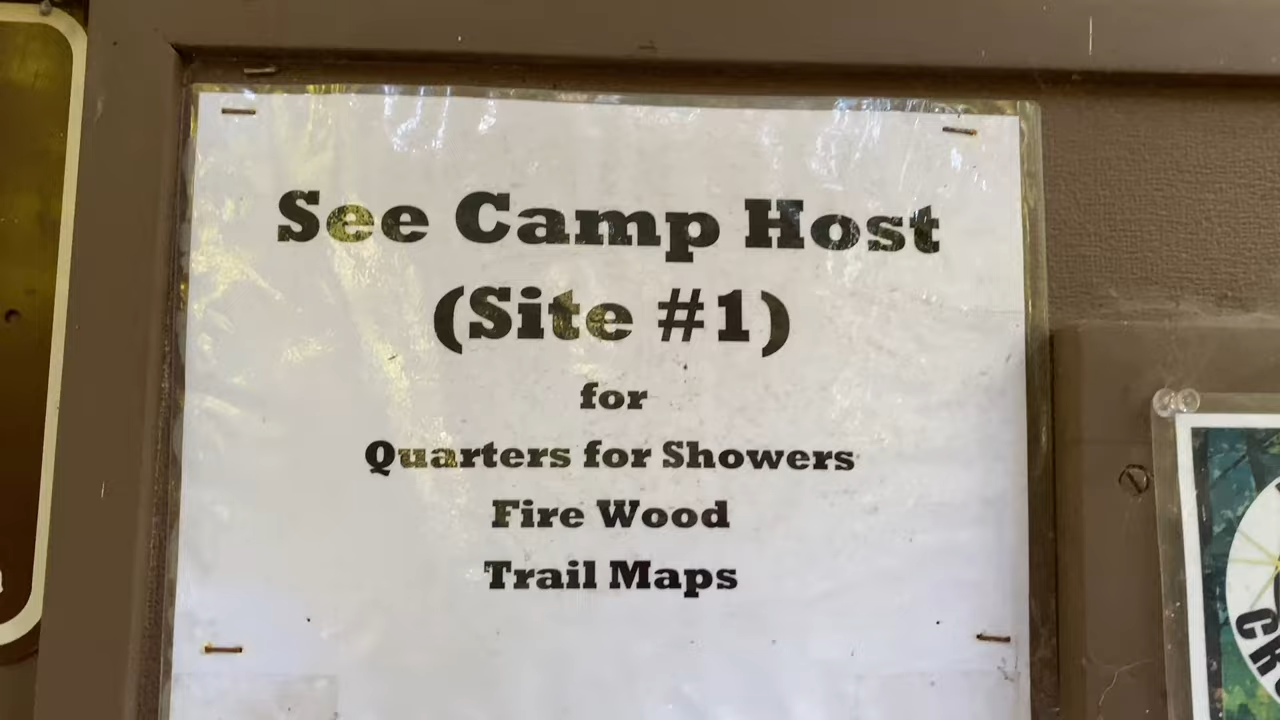 See Camp Host
(Site #1)
for
Quarters for Showers
Fire Wood
Trail Maps